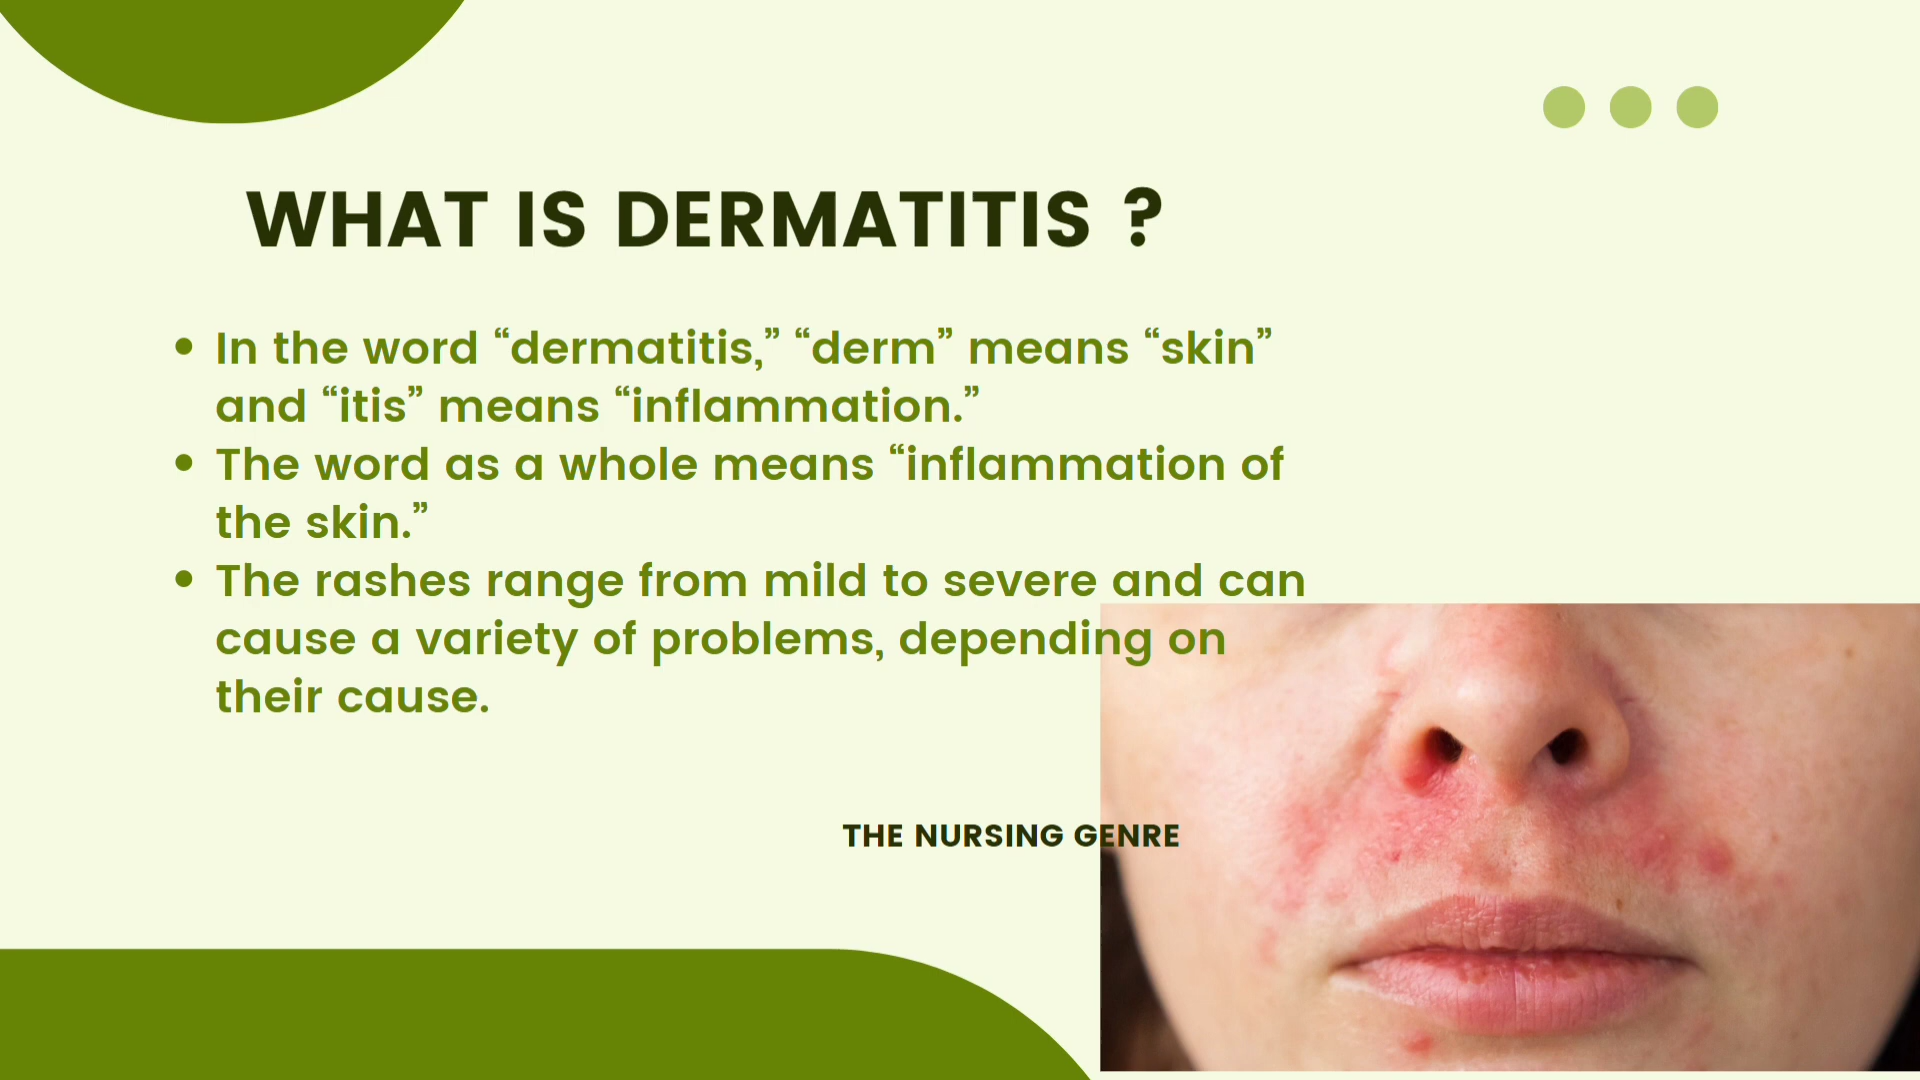 WHAT IS DERMATITIS ?
• In the word “dermatitis,” “derm” means “skin”
and “itis” means “inflammation.”
• The word as a whole means “inflammation of
the skin.”
• The rashes range from mild to severe and can
cause a variety of problems, depending on
their cause.
THE NURSING GENRE